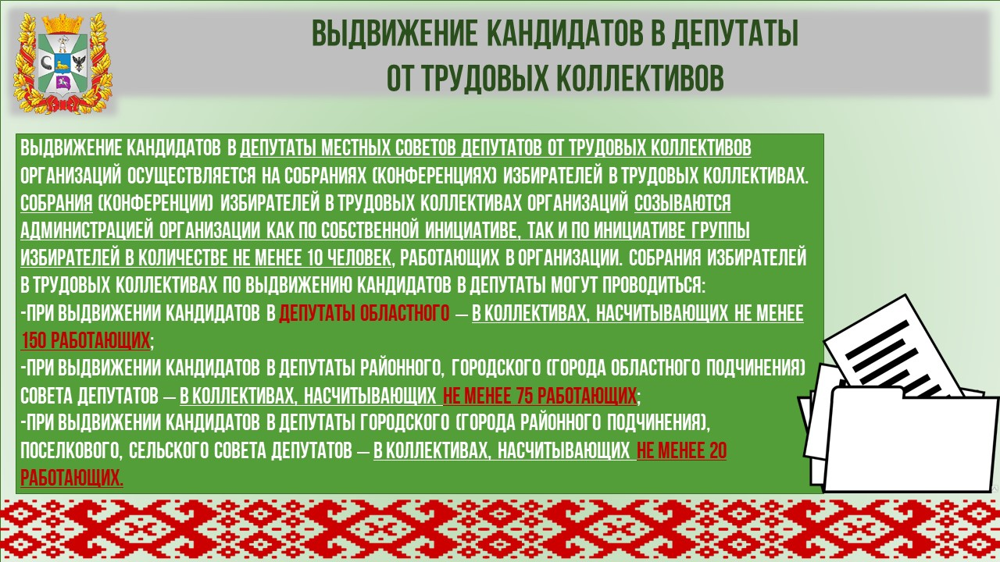 ВЫДВИЖЕНИЕ КАНДИДАТОВ В ДЕПУТАТЫ
ОТ ТРУДОВЫХ КОЛЛЕКТИВОВ
ВЫДВИЖЕНИЕ КАНДИДАТОВ В ДЕПУТАТЫ МЕСТНЫХ СОВЕТОВ ДЕПУТАТОВ ОТ ТРУДОВЫХ КОЛЛЕКТИВОВ
ОРГАНИЗАЦИЙ ОСУЩЕСТВЛЯЕТСЯ НА СОБРАНИЯХ (КОНФЕРЕНЦИЯХ) ИЗБИРАТЕЛЕЙ В ТРУДОВЫХ КОЛЛЕКТИВАХ.
СОБРАНИЯ (КОНФЕРЕНЦИИ) ИЗБИРАТЕЛЕЙ В ТРУДОВЫХ КОЛЛЕКТИВАХ ОРГАНИЗАЦИЙ СОЗЫВАЮТСЯ
АДМИНИСТРАЦИЕЙ ОРГАНИЗАЦИИ КАК ПО СОБСТВЕННОЙ ИНИЦИАТИВЕ, ТАК И ПО ИНИЦИАТИВЕ ГРУППЫ
ИЗБИРАТЕЛЕЙ В КОЛИЧЕСТВЕ НЕ МЕНЕЕ 10 ЧЕЛОВЕК, РАБОТАЮЩИХ В ОРГАНИЗАЦИИ. СОБРАНИЯ ИЗБИРАТЕЛЕЙ
В ТРУДОВЫХ КОЛЛЕКТИВАХ ПО ВЫДВИЖЕНИЮ КАНДИДАТОВ В ДЕПУТАТЫ МОГУТ ПРОВОДИТЬСЯ:
-ПРИ ВЫДВИЖЕНИИ КАНДИДАТОВ В ДЕПУТАТЫ ОБЛАСТНОГО – В КОЛЛЕКТИВАХ, НАСЧИТЫВАЮЩИХ НЕ МЕНЕЕ
150 РАБОТАЮЩИХ;
-ПРИ ВЫДВИЖЕНИИ КАНДИДАТОВ В ДЕПУТАТЫ РАЙОННОГО, ГОРОДСКОГО (ГОРОДА ОБЛАСТНОГО ПОДЧИНЕНИЯ)
СОВЕТА ДЕПУТАТОВ – В КОЛЛЕКТИВАХ, НАСЧИТЫВАЮЩИХ НЕ МЕНЕЕ 75 РАБОТАЮЩИХ;
-ПРИ ВЫДВИЖЕНИИ КАНДИДАТОВ В ДЕПУТАТЫ ГОРОДСКОГО (ГОРОДА РАЙОННОГО ПОДЧИНЕНИЯ),
ПОСЕЛКОВОГО, СЕЛЬСКОГО СОВЕТА ДЕПУТАТОВ – В КОЛЛЕКТИВАХ, НАСЧИТЫВАЮЩИХ НЕ МЕНЕЕ 20
РАБОТАЮЩИХ.